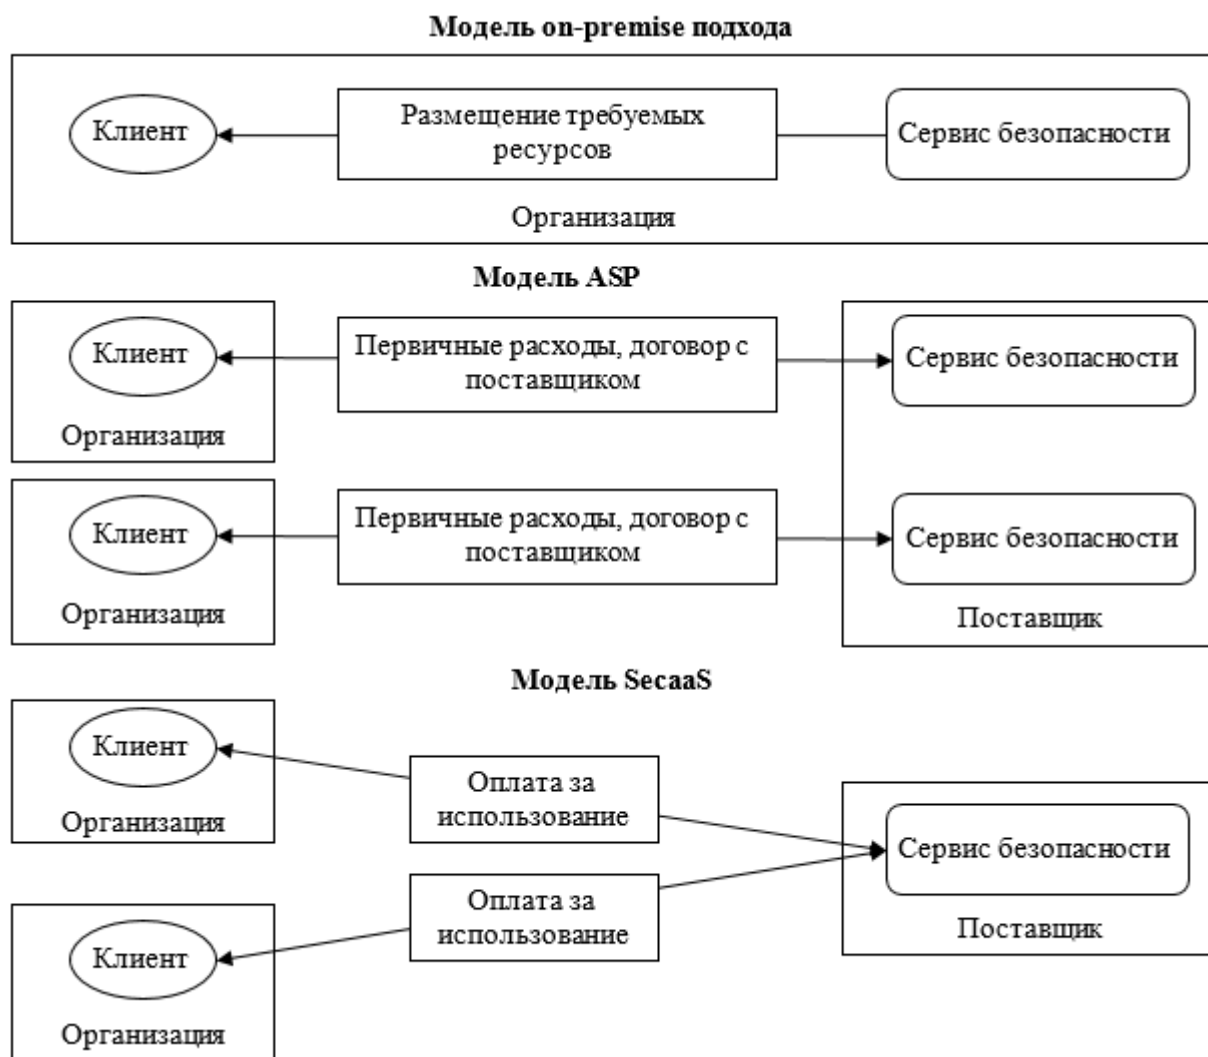 Модель on-premise подхода
Клиент
Размещение требуемых
ресурсов
Сервис безопасности
Организация
Модель ASP
Клиент
Организация
Первичные расходы, договор с
поставщиком
Сервис безопасности
Клиент
Организация
Первичные расходы, договор с
поставщиком
Сервис безопасности
Поставщик
Модель SecaaS
Клиент
Организация
Оплата за
использование
Сервис безопасности
Поставщик
Оплата за
использование
Клиент
Организация